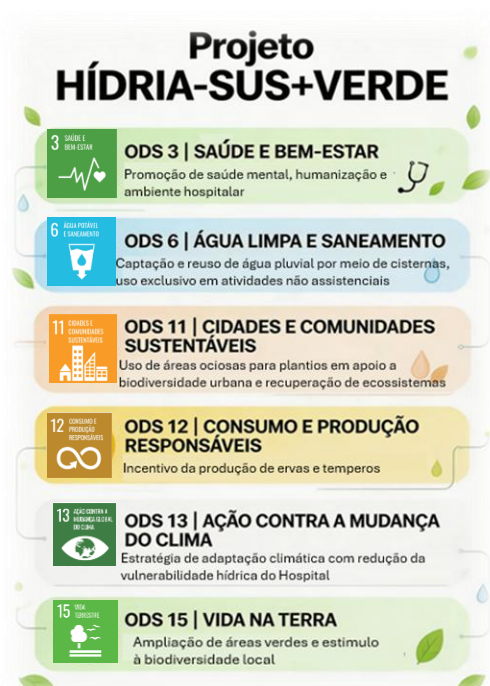 Projeto
HÍDRIA-SUS+VERDE
3 SAÚDE E
BEM-ESTAR
ODS 3 | SAÚDE E BEM-ESTAR
Promoção de saúde mental, humanização e
ambiente hospitalar
6 ÁGUA POTÁVEL
E SANEAMENTO
ODS 6 | ÁGUA LIMPA E SANEAMENTO
Captação e reuso de água pluvial por meio de cisternas,
uso exclusivo em atividades não assistenciais
11 CIDADES E
COMUNIDADES
SUSTENTÁVEIS
ODS 11 | CIDADES E COMUNIDADES
SUSTENTÁVEIS
Uso de áreas ociosas para plantios em apoio a
biodiversidade urbana e recuperação de ecossistemas
12 CONSUMO E
PRODUÇÃO
RESPONSÁVEIS
ODS 12 | CONSUMO E PRODUÇÃO
RESPONSÁVEIS
Incentivo da produção de ervas e temperos
13 AÇÃO CONTRA A
MUDANÇA GLOBAL
DO CLIMA
ODS 13 | AÇÃO CONTRA A MUDANÇA
DO CLIMA
Estratégia de adaptação climática com redução da
vulnerabilidade hídrica do Hospital
15 VIDA
TERRESTRE
ODS 15 | VIDA NA TERRA
Ampliação de áreas verdes e estimulo
à biodiversidade local